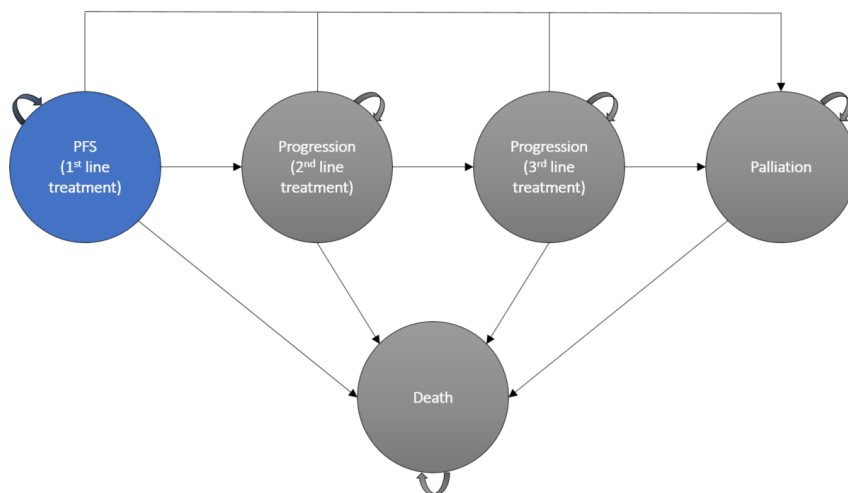 PFS
(1st line
treatment)
Progression
(2nd line
treatment)
Progression
(3rd line
treatment)
Palliation
Death